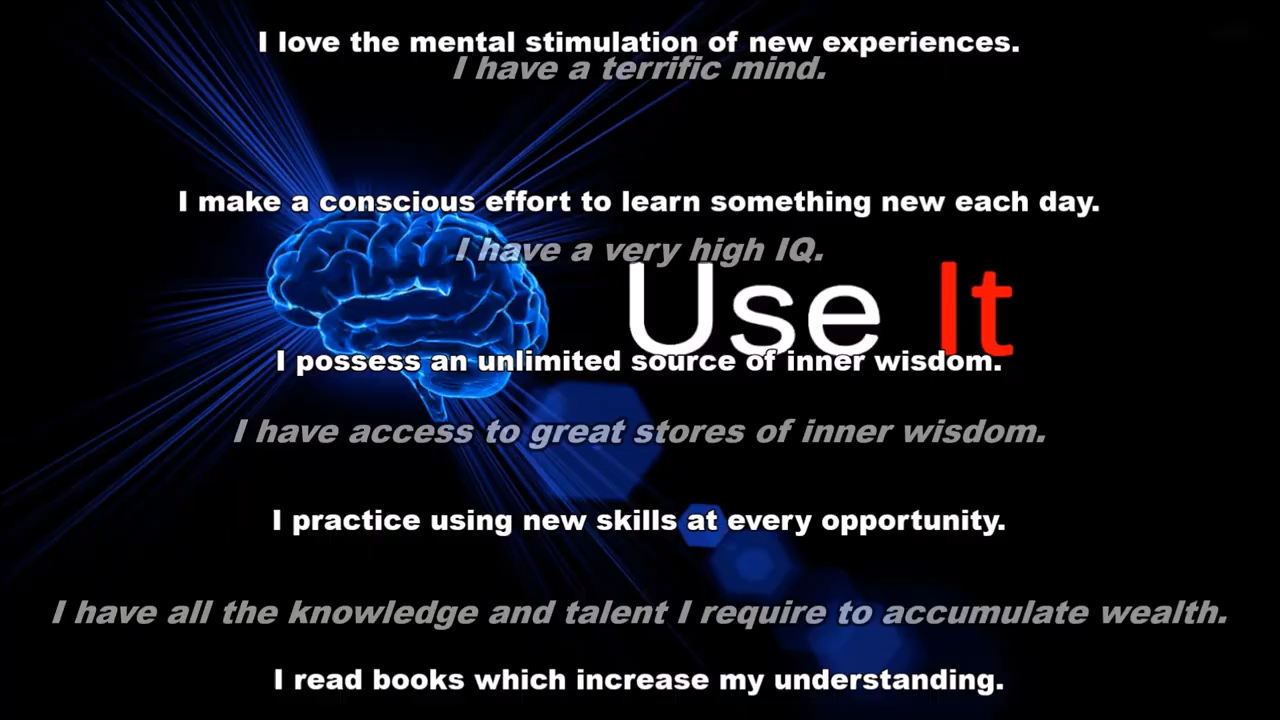 I love the mental stimulation of new experiences.
I have a terrific mind.
I make a conscious effort to learn something new each day.
I have a very high IQ.
Use It
I possess an unlimited source of inner wisdom.
I have access to great stores of inner wisdom.
I practice using new skills at every opportunity.
I have all the knowledge and talent I require to accumulate wealth.
I read books which increase my understanding.